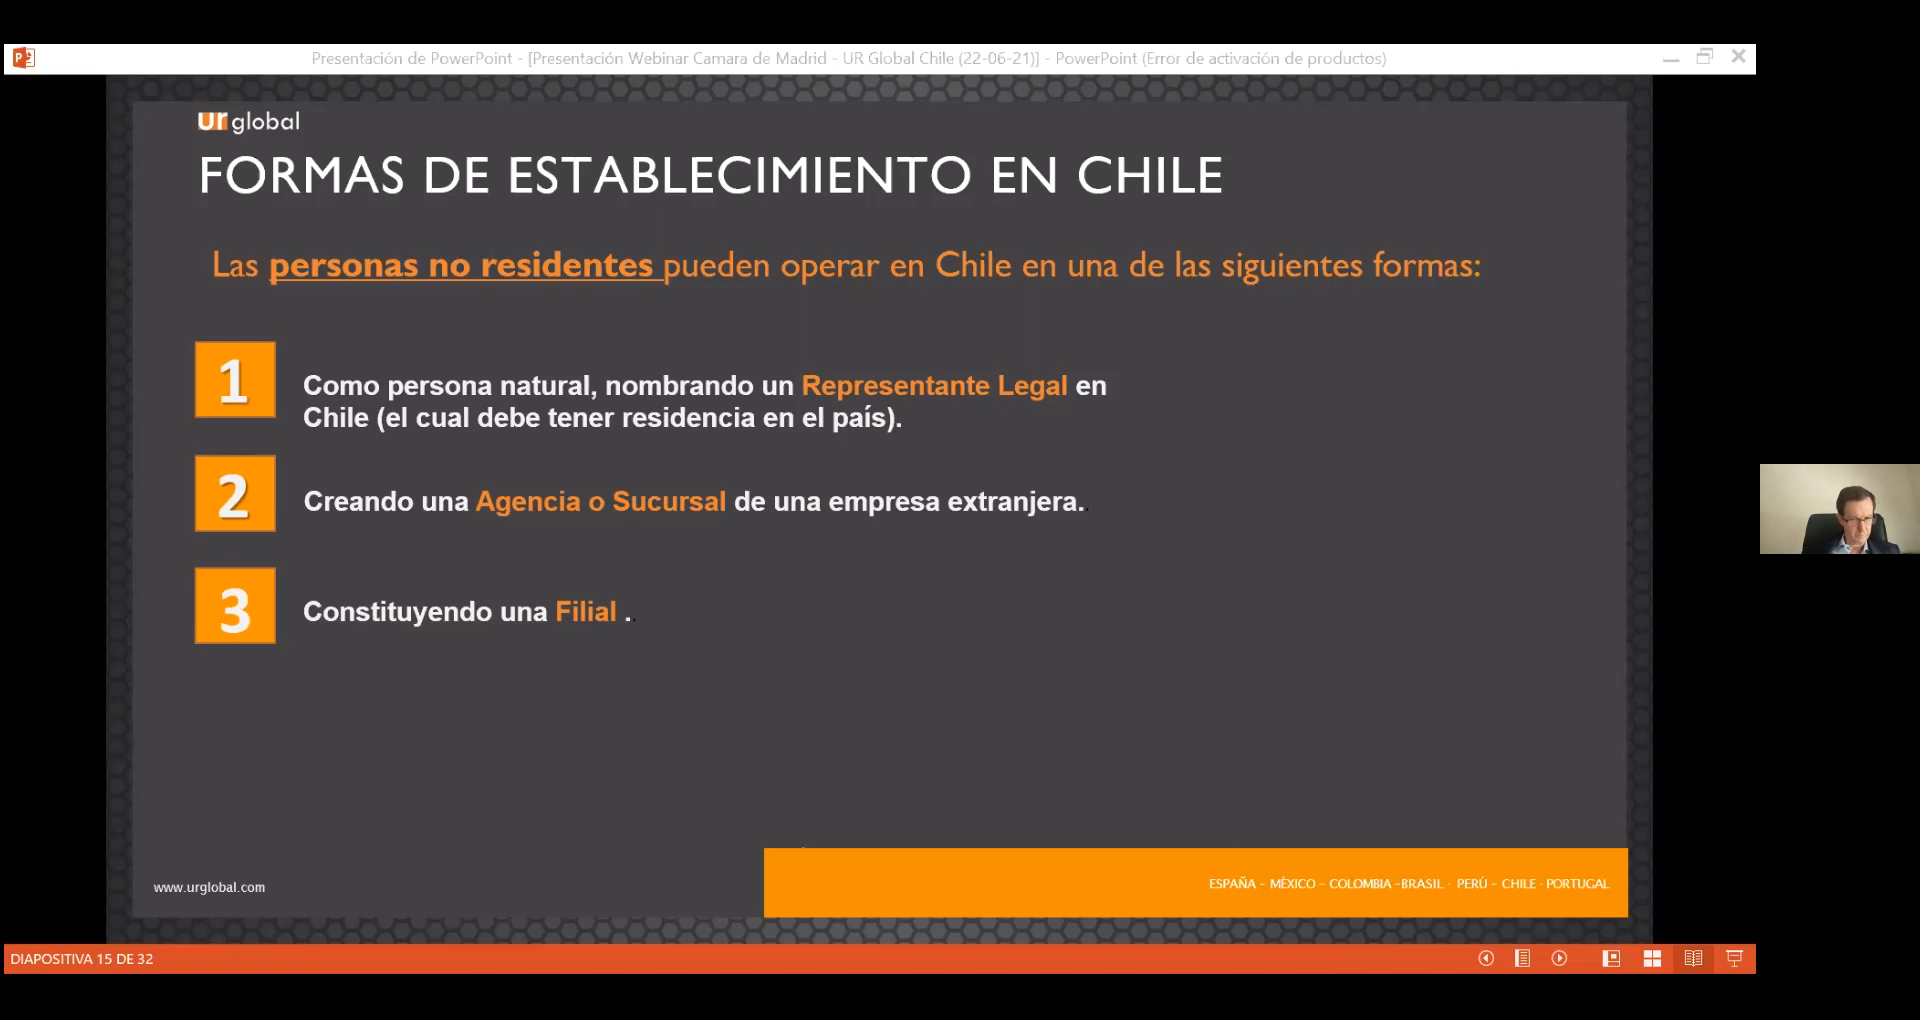 Presentación de PowerPoint - [Presentación Webinar Camara de Madrid - UR Global Chile (22-06-21)] - PowerPoint (Error de activación de productos)
ur global
FORMAS DE ESTABLECIMIENTO EN CHILE
Las personas no residentes pueden operar en Chile en una de las siguientes formas:
1
Como persona natural, nombrando un Representante Legal en
Chile (el cual debe tener residencia en el país).
2
Creando una Agencia o Sucursal de una empresa extranjera..
3
Constituyendo una Filial ..
www.urglobal.com
ESPAÑA – MÉXICO – COLOMBIA –BRASIL · PERÚ – CHILE · PORTUGAL
DIAPOSITIVA 15 DE 32